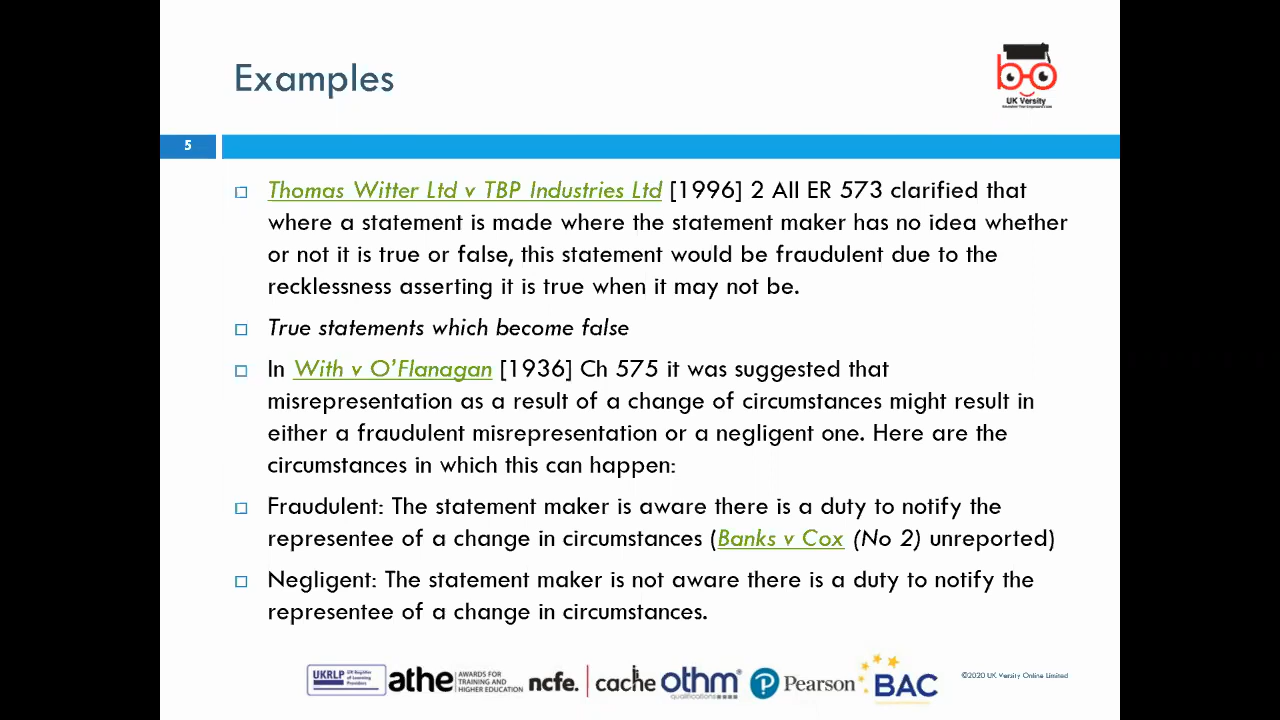 Examples
UK Versity
5
Thomas Witter Ltd v TBP Industries Ltd [1996] 2 All ER 573 clarified that
where a statement is made where the statement maker has no idea whether
or not it is true or false, this statement would be fraudulent due to the
recklessness asserting it is true when it may not be.
True statements which become false
In With v O'Flanagan [1936] Ch 575 it was suggested that
misrepresentation as a result of a change of circumstances might result in
either a fraudulent misrepresentation or a negligent one. Here are the
circumstances in which this can happen:
Fraudulent: The statement maker is aware there is a duty to notify the
representee of a change in circumstances (Banks v Cox (No 2) unreported)
Negligent: The statement maker is not aware there is a duty to notify the
representee of a change in circumstances.
UKRLP UK Register of Learning Providers
athe AWARDS FOR TRAINING AND HIGHER EDUCATION
ncfe. cache
othm qualifications
Pearson
BAC
©2020 UK Versity Online Limited